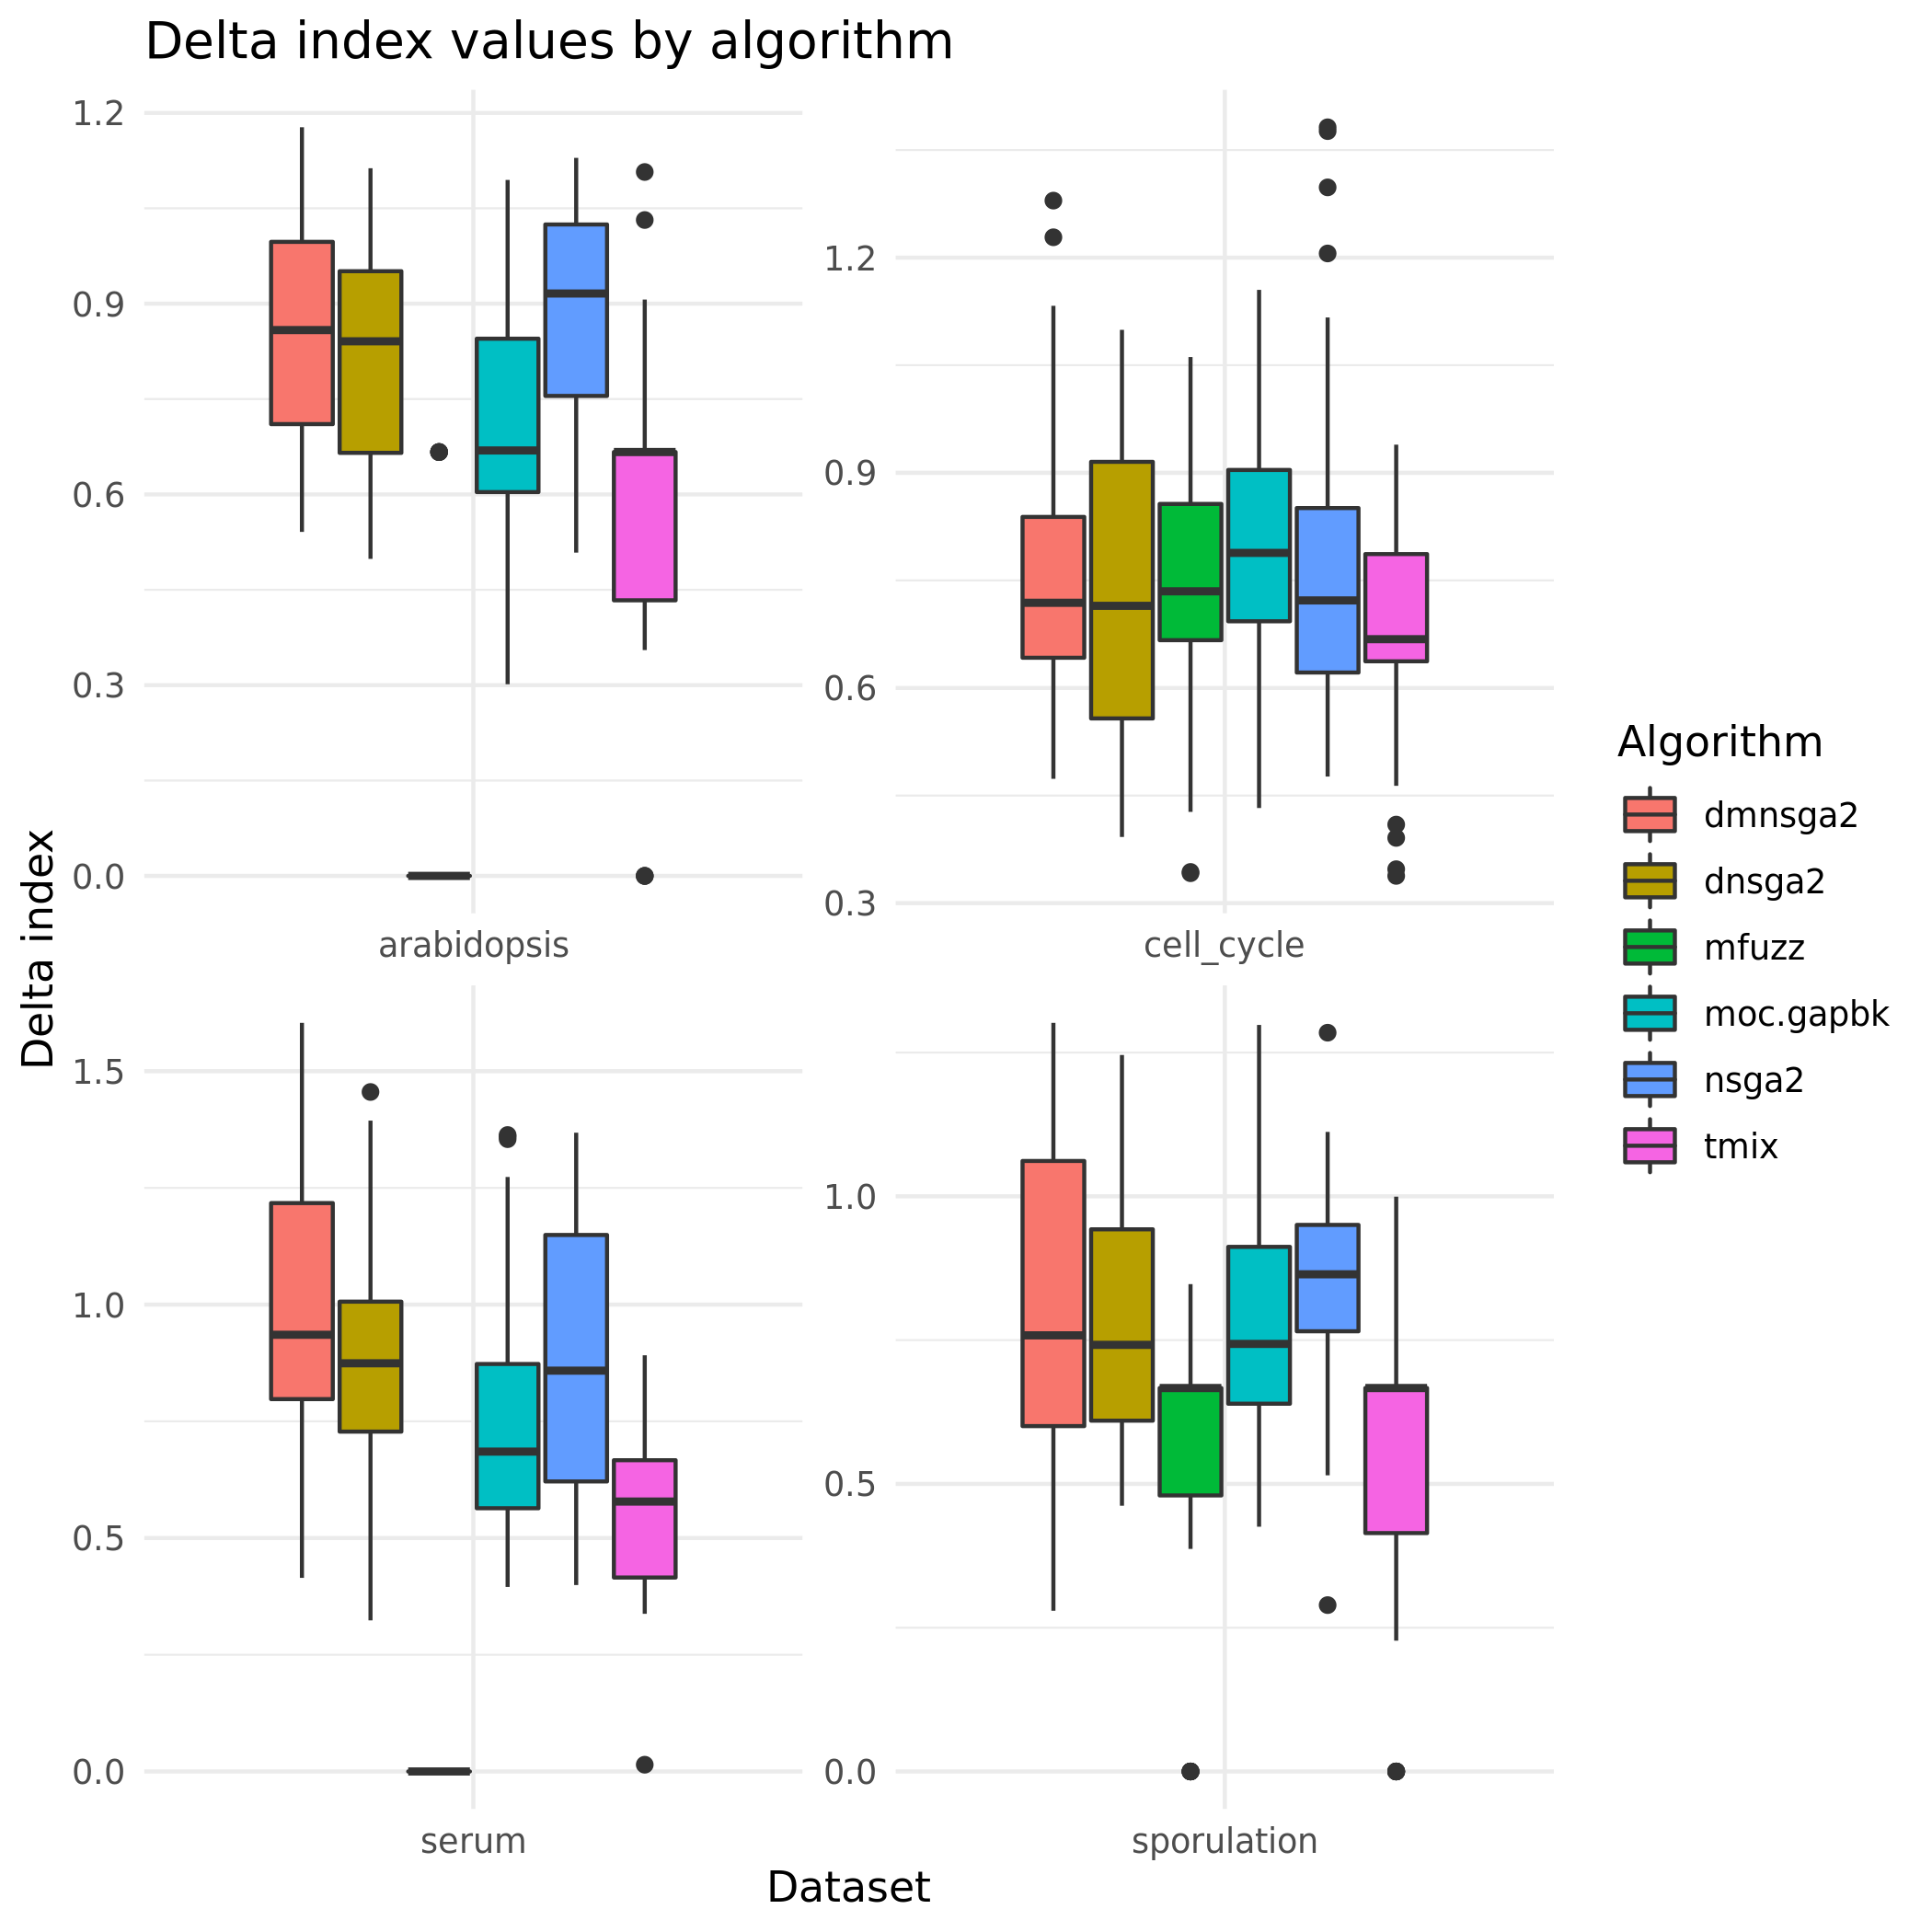 Delta index values by algorithm
Delta index
1.2
0.9
0.6
0.3
0.0
arabidopsis
1.2
0.9
0.6
0.3
cell_cycle
1.5
1.0
0.5
0.0
serum
1.0
0.5
0.0
sporulation
Dataset
Algorithm
dmnsga2
dnsga2
mfuzz
moc.gapbk
nsga2
tmix